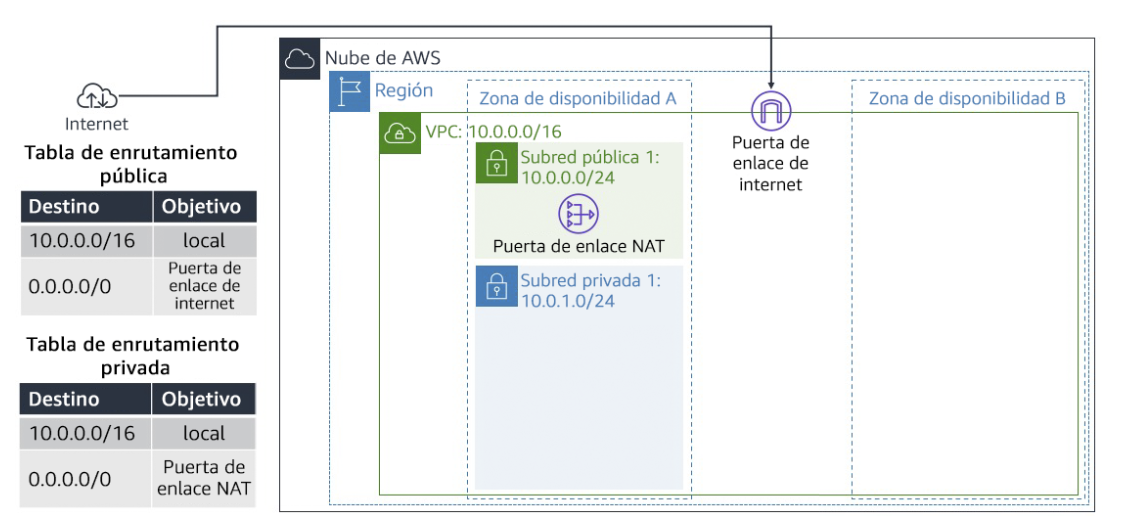 Nube de AWS
Región
Zona de disponibilidad A
Zona de disponibilidad B
Internet
VPC: 10.0.0.0/16
Puerta de
enlace de
internet
Subred pública 1:
10.0.0.0/24
Puerta de enlace NAT
Subred privada 1:
10.0.1.0/24
Tabla de enrutamiento
pública
Destino Objetivo
10.0.0.0/16 local
0.0.0.0/0 Puerta de
enlace de
internet
Tabla de enrutamiento
privada
Destino Objetivo
10.0.0.0/16 local
0.0.0.0/0 Puerta de
enlace NAT